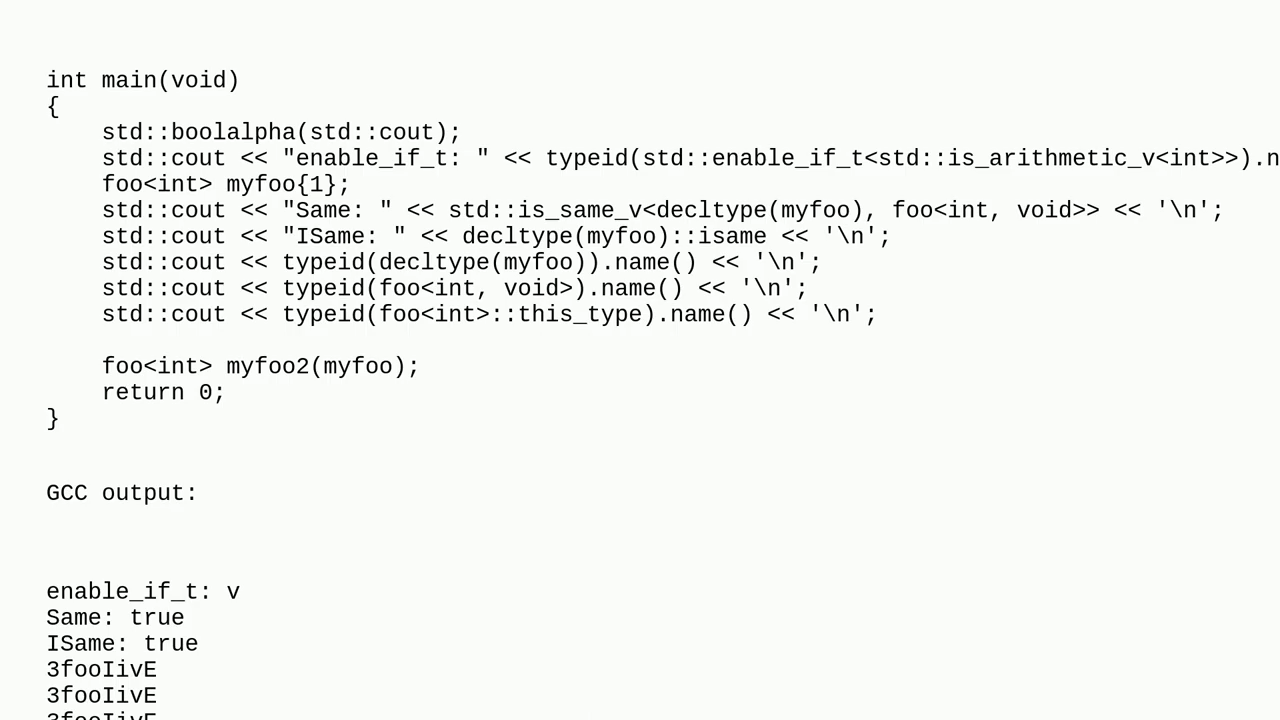 int main(void)
{
    std::boolalpha(std::cout);
    std::cout << "enable_if_t: " << typeid(std::enable_if_t<std::is_arithmetic_v<int>>).n
    foo<int> myfoo{1};
    std::cout << "Same: " << std::is_same_v<decltype(myfoo), foo<int, void>> << '\n';
    std::cout << "ISame: " << decltype(myfoo)::isame << '\n';
    std::cout << typeid(decltype(myfoo)).name() << '\n';
    std::cout << typeid(foo<int, void>).name() << '\n';
    std::cout << typeid(foo<int>::this_type).name() << '\n';
    foo<int> myfoo2(myfoo);
    return 0;
}
GCC output:
enable_if_t: v
Same: true
ISame: true
3fooIivE
3fooIivE
3fooIivE